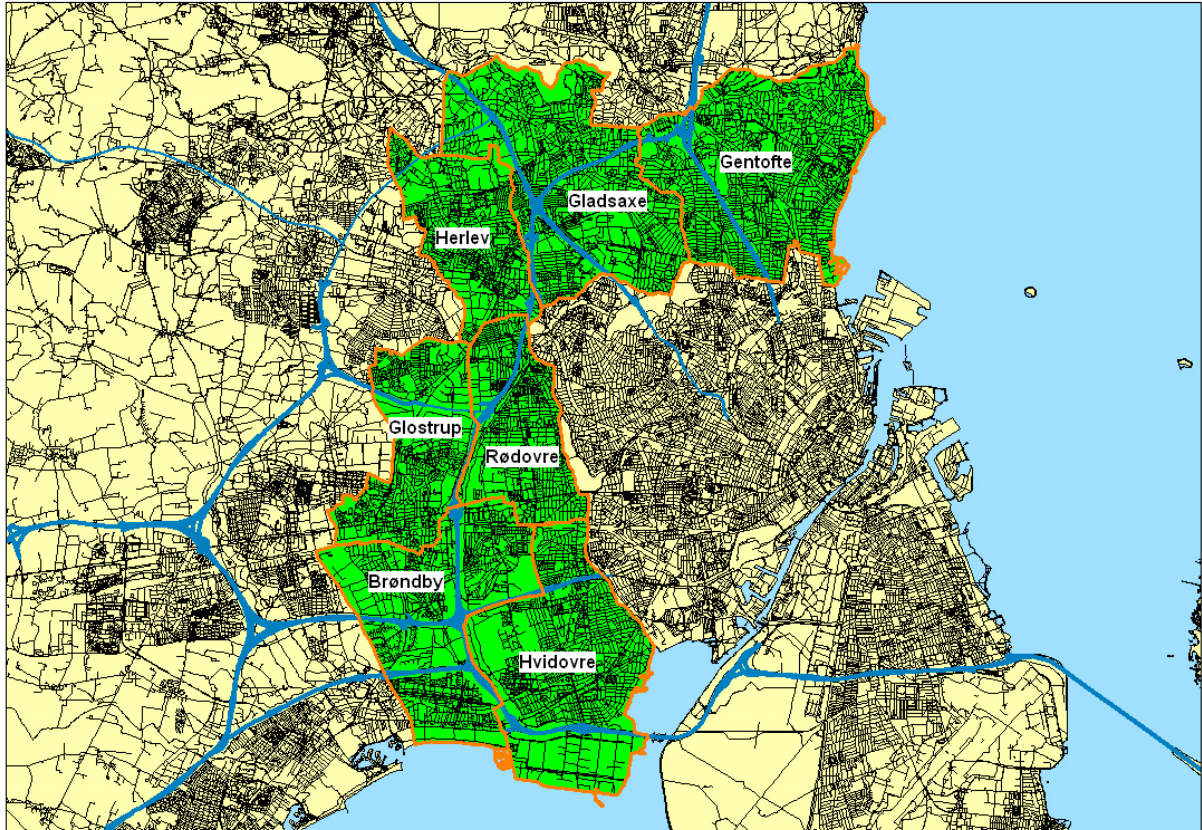 Gentofte
Gladsaxe
Herlev
Glostrup
Rødovre
Brøndby
Hvidovre